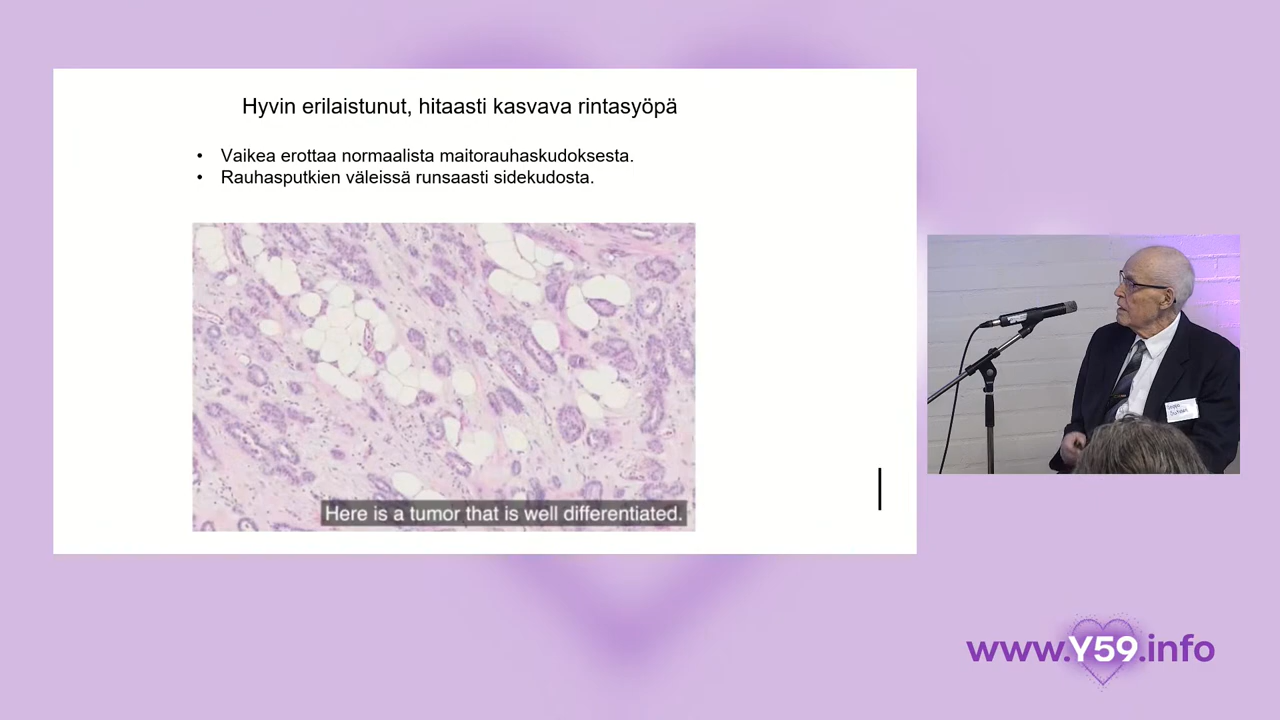 Hyvin erilaistunut, hitaasti kasvava rintasyöpä
• Vaikea erottaa normaalista maitorauhaskudoksesta.
• Rauhasputkien väleissä runsaasti sidekudosta.
Here is a tumor that is well differentiated.
www.Y59.info